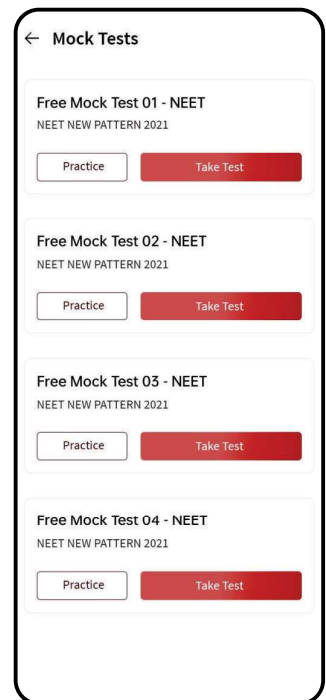 ← Mock Tests
Free Mock Test 01 - NEET
NEET NEW PATTERN 2021
Practice Take Test
Free Mock Test 02 - NEET
NEET NEW PATTERN 2021
Practice Take Test
Free Mock Test 03 - NEET
NEET NEW PATTERN 2021
Practice Take Test
Free Mock Test 04 - NEET
NEET NEW PATTERN 2021
Practice Take Test